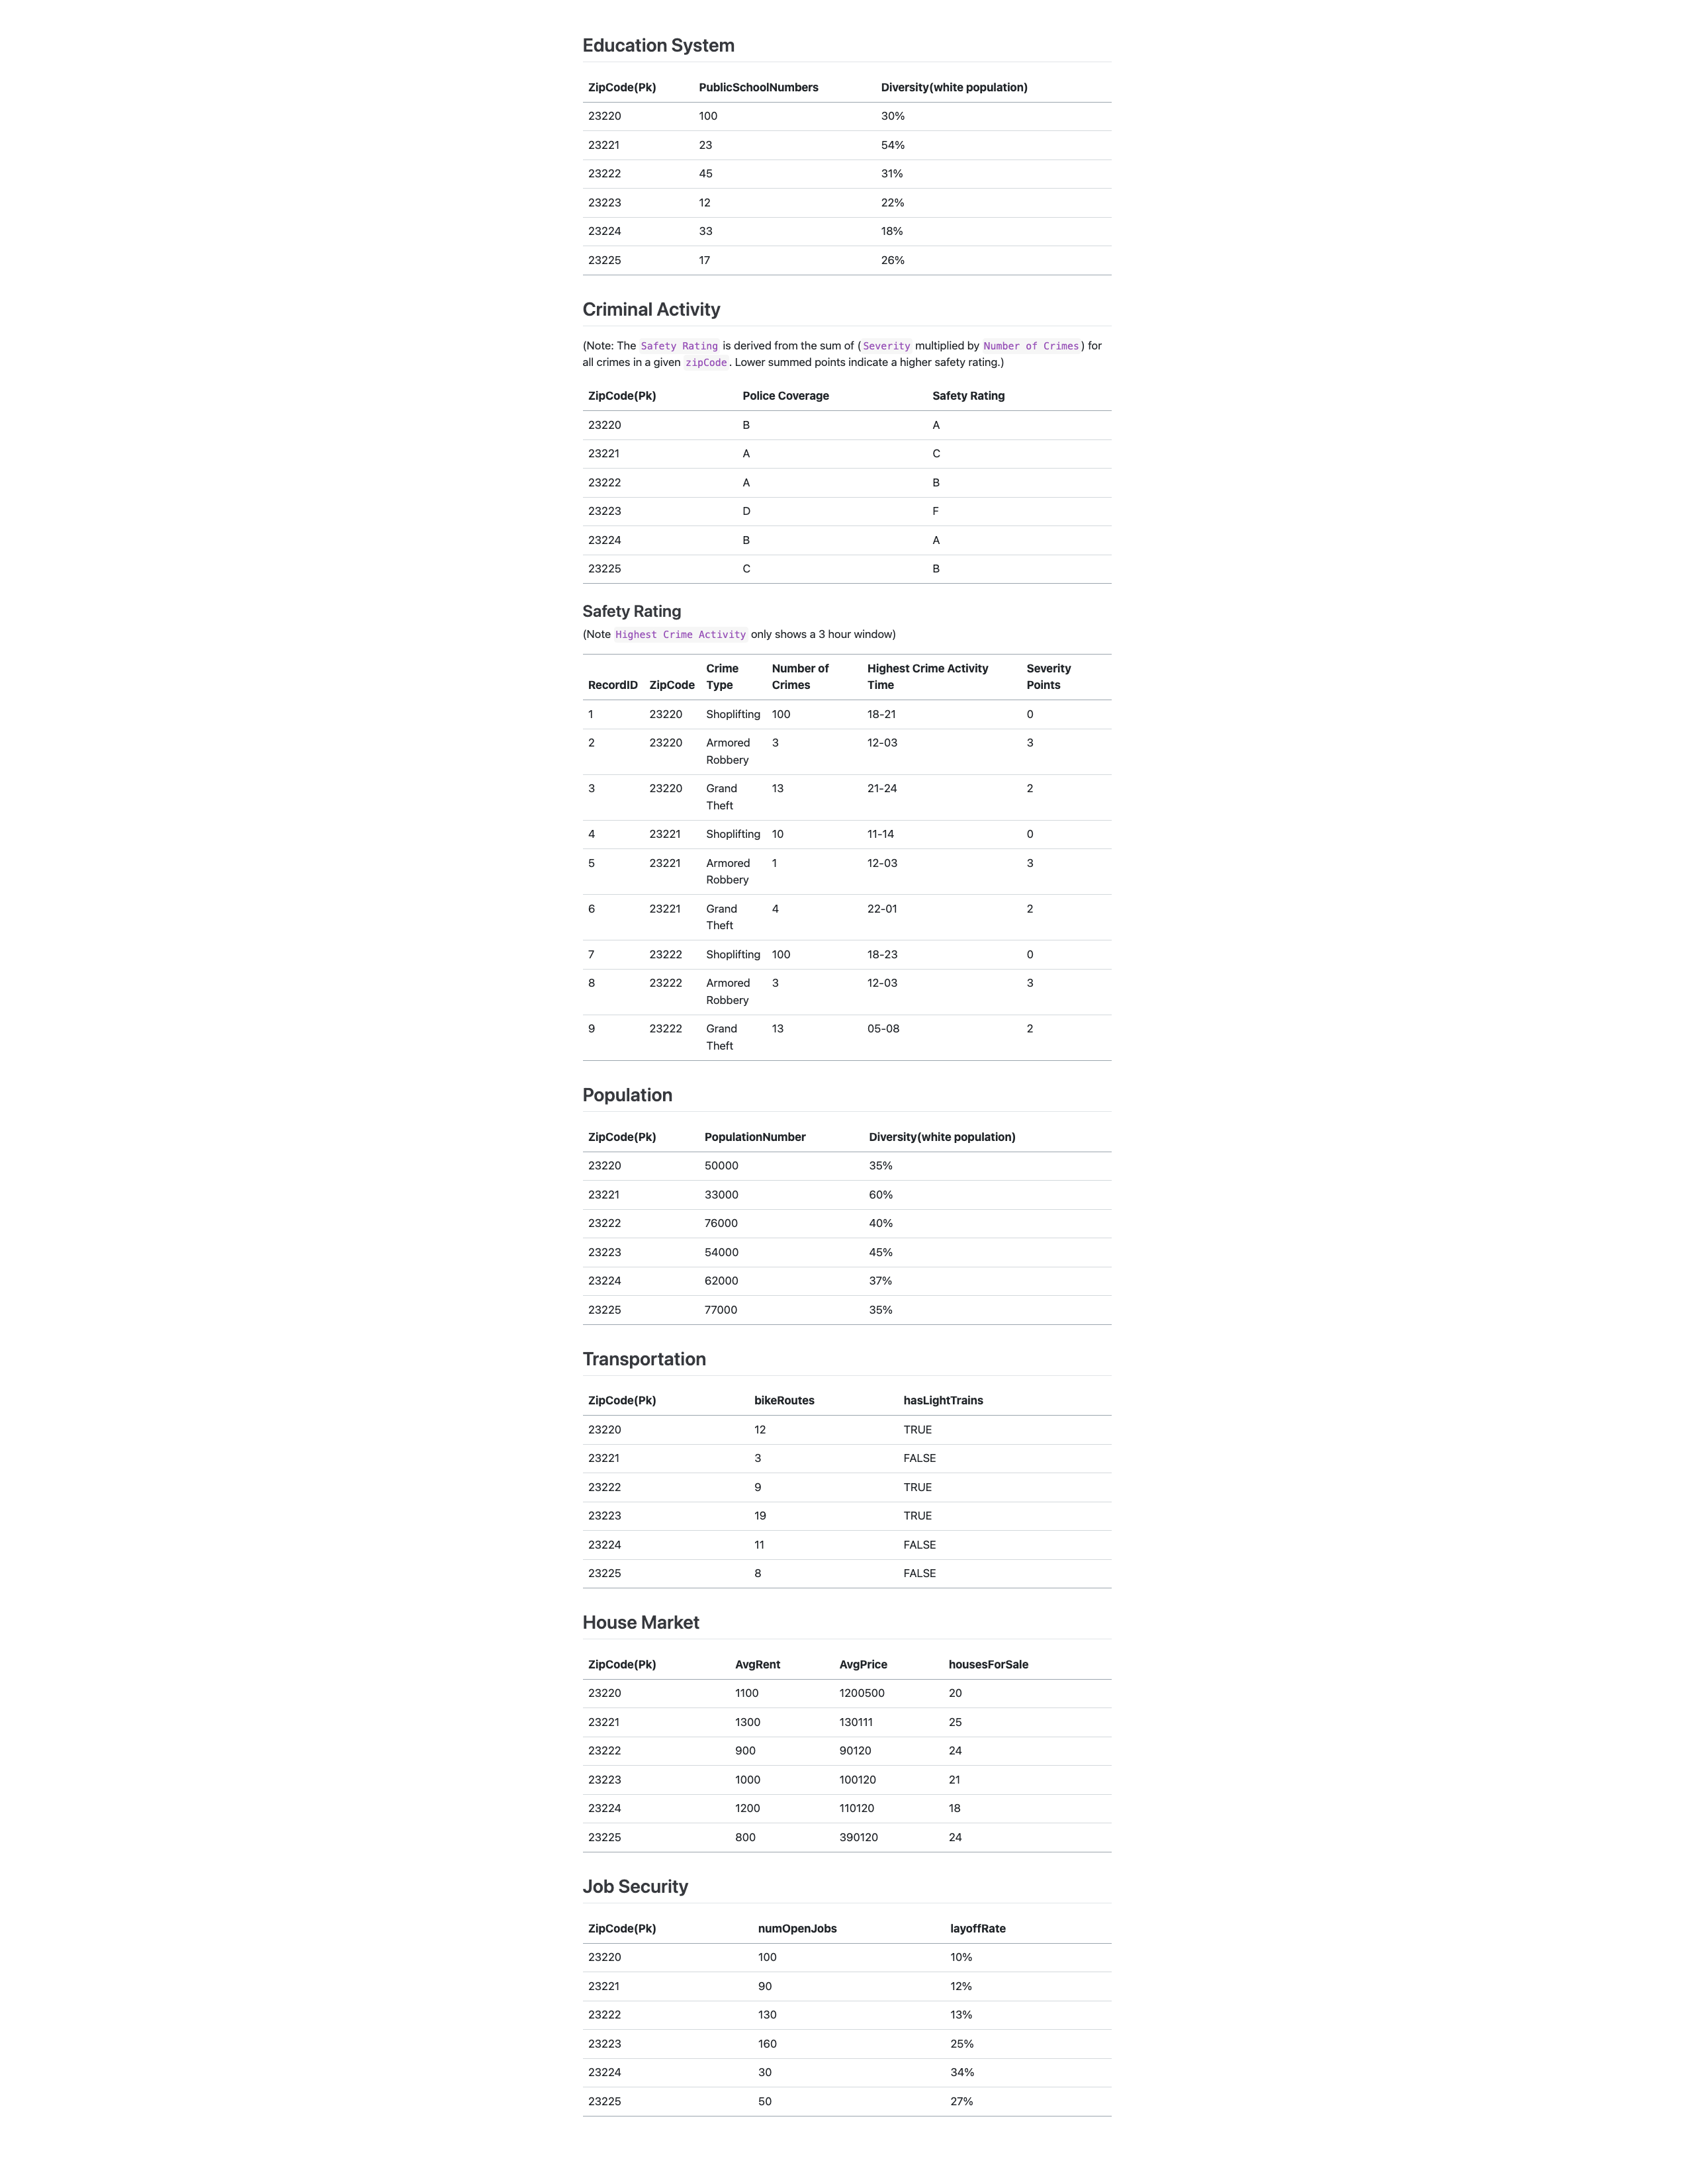 Education System
ZipCode(Pk) PublicSchoolNumbers Diversity(white population)
23220 100 30%
23221 23 54%
23222 45 31%
23223 12 22%
23224 33 18%
23225 17 26%
Criminal Activity
(Note: The Safety Rating is derived from the sum of (Severity multiplied by Number of Crimes) for
all crimes in a given zipCode. Lower summed points indicate a higher safety rating.)
ZipCode(Pk) Police Coverage Safety Rating
23220 B A
23221 A C
23222 A B
23223 D F
23224 B A
23225 C B
Safety Rating
(Note Highest Crime Activity only shows a 3 hour window)
Crime Number of Highest Crime Activity Severity
RecordID ZipCode Type Crimes Time Points
1 23220 Shoplifting 100 18-21 0
2 23220 Armored 3 12-03 3
Robbery
3 23220 Grand 13 21-24 2
Theft
4 23221 Shoplifting 10 11-14 0
5 23221 Armored 1 12-03 3
Robbery
6 23221 Grand 4 22-01 2
Theft
7 23222 Shoplifting 100 18-23 0
8 23222 Armored 3 12-03 3
Robbery
9 23222 Grand 13 05-08 2
Theft
Population
ZipCode(Pk) PopulationNumber Diversity(white population)
23220 50000 35%
23221 33000 60%
23222 76000 40%
23223 54000 45%
23224 62000 37%
23225 77000 35%
Transportation
ZipCode(Pk) bikeRoutes hasLightTrains
23220 12 TRUE
23221 3 FALSE
23222 9 TRUE
23223 19 TRUE
23224 11 FALSE
23225 8 FALSE
House Market
ZipCode(Pk) AvgRent AvgPrice housesForSale
23220 1100 1200500 20
23221 1300 130111 25
23222 900 90120 24
23223 1000 100120 21
23224 1200 110120 18
23225 800 390120 24
Job Security
ZipCode(Pk) numOpenJobs layoffRate
23220 100 10%
23221 90 12%
23222 130 13%
23223 160 25%
23224 30 34%
23225 50 27%